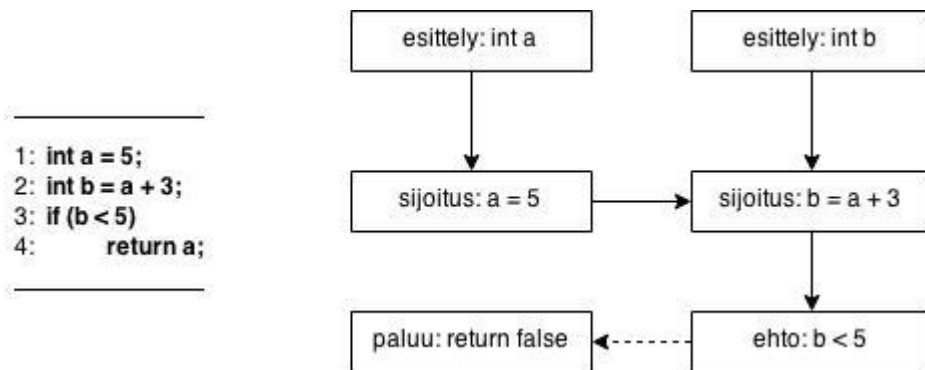 1: int a = 5;
2: int b = a + 3;
3: if (b < 5)
4: return a;
esittely: int a
esittely: int b
sijoitus: a = 5
sijoitus: b = a + 3
paluu: return false
ehto: b < 5